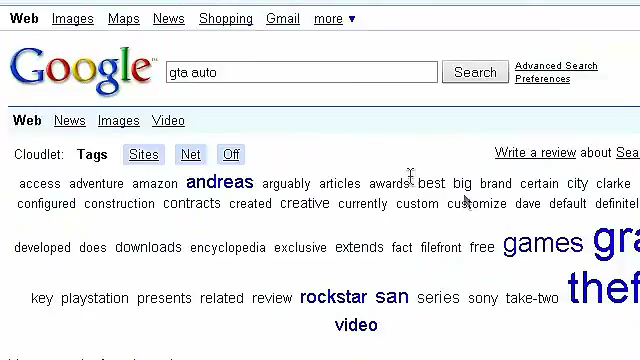 Web Images Maps News Shopping Gmail more ▼
Google™ gta auto Search Advanced Search
Preferences
Web News Images Video
Cloudlet: Tags Sites Net Off Write a review about
access adventure amazon andreas arguably articles awards best big brand certain city clarke
configured construction contracts created creative currently custom customize dave default
developed does downloads encyclopedia exclusive extends fact filefront free games
key playstation presents related review rockstar san series sony take-two
video